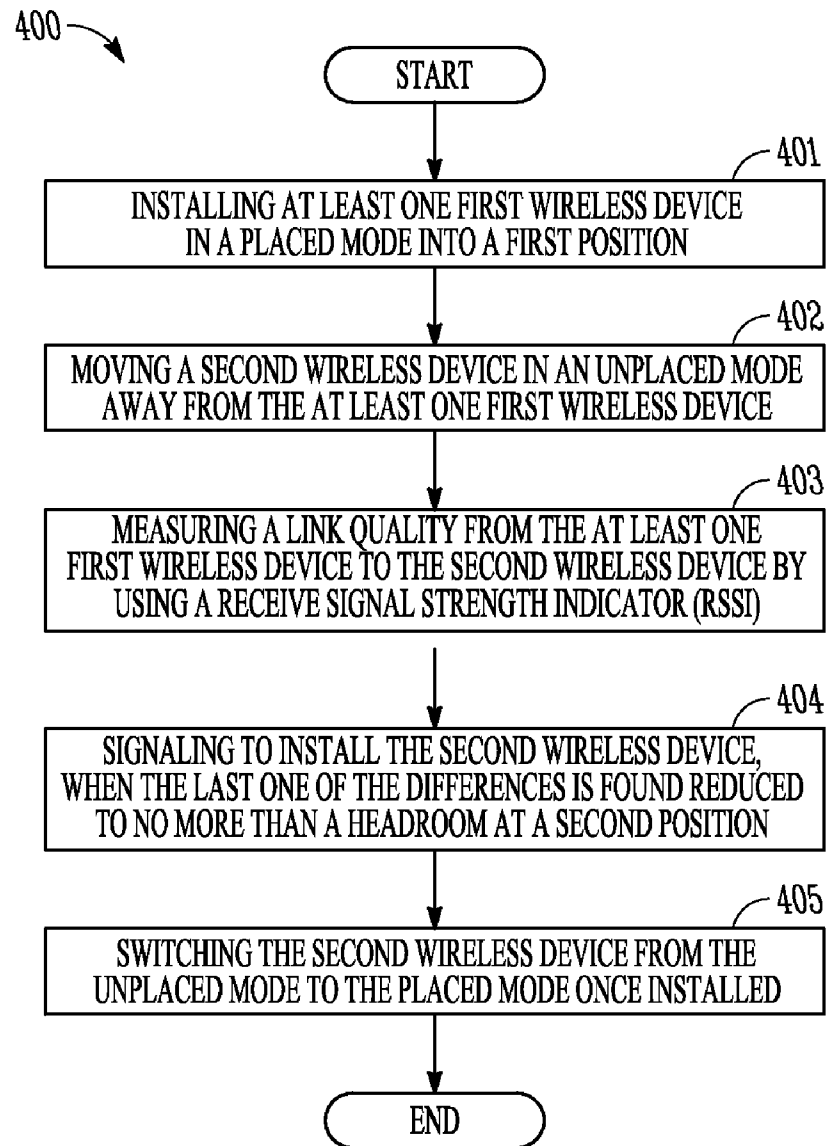 400
START
401
INSTALLING AT LEAST ONE FIRST WIRELESS DEVICE
IN A PLACED MODE INTO A FIRST POSITION
402
MOVING A SECOND WIRELESS DEVICE IN AN UNPLACED MODE
AWAY FROM THE AT LEAST ONE FIRST WIRELESS DEVICE
403
MEASURING A LINK QUALITY FROM THE AT LEAST ONE
FIRST WIRELESS DEVICE TO THE SECOND WIRELESS DEVICE BY
USING A RECEIVE SIGNAL STRENGTH INDICATOR (RSSI)
404
SIGNALING TO INSTALL THE SECOND WIRELESS DEVICE,
WHEN THE LAST ONE OF THE DIFFERENCES IS FOUND REDUCED
TO NO MORE THAN A HEADROOM AT A SECOND POSITION
405
SWITCHING THE SECOND WIRELESS DEVICE FROM THE
UNPLACED MODE TO THE PLACED MODE ONCE INSTALLED
END